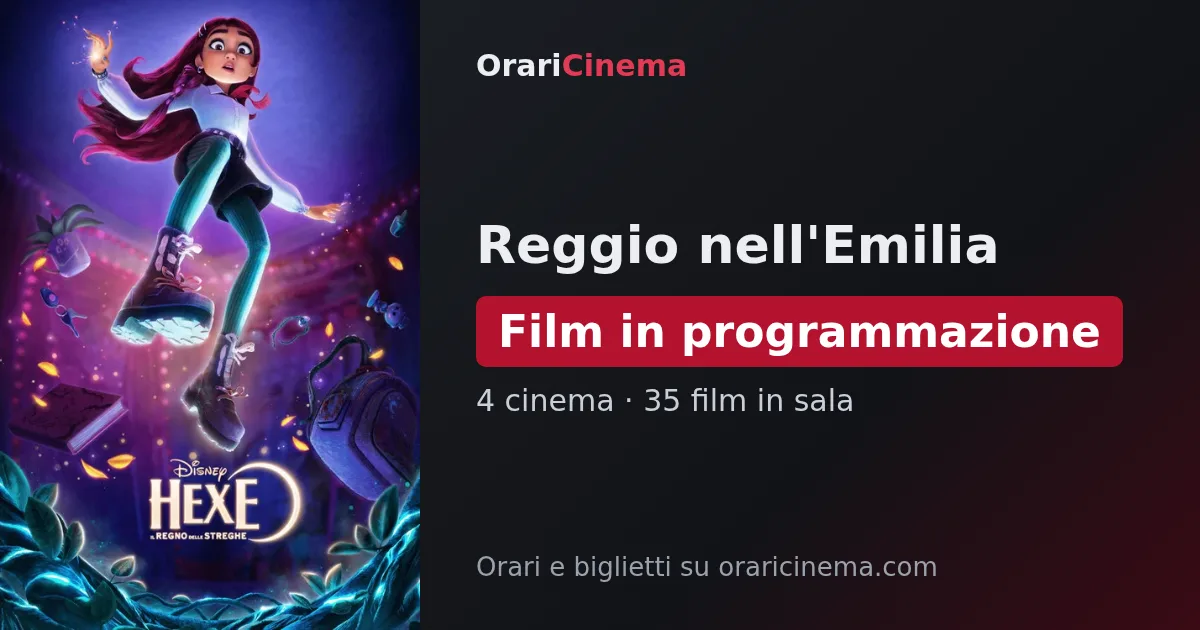 OrariCinema
Reggio nell'Emilia
Film in programmazione
4 cinema · 35 film in sala
Orari e biglietti su oraricinema.com
Disney
HEXE
IL REGNO DELLE STREGHE